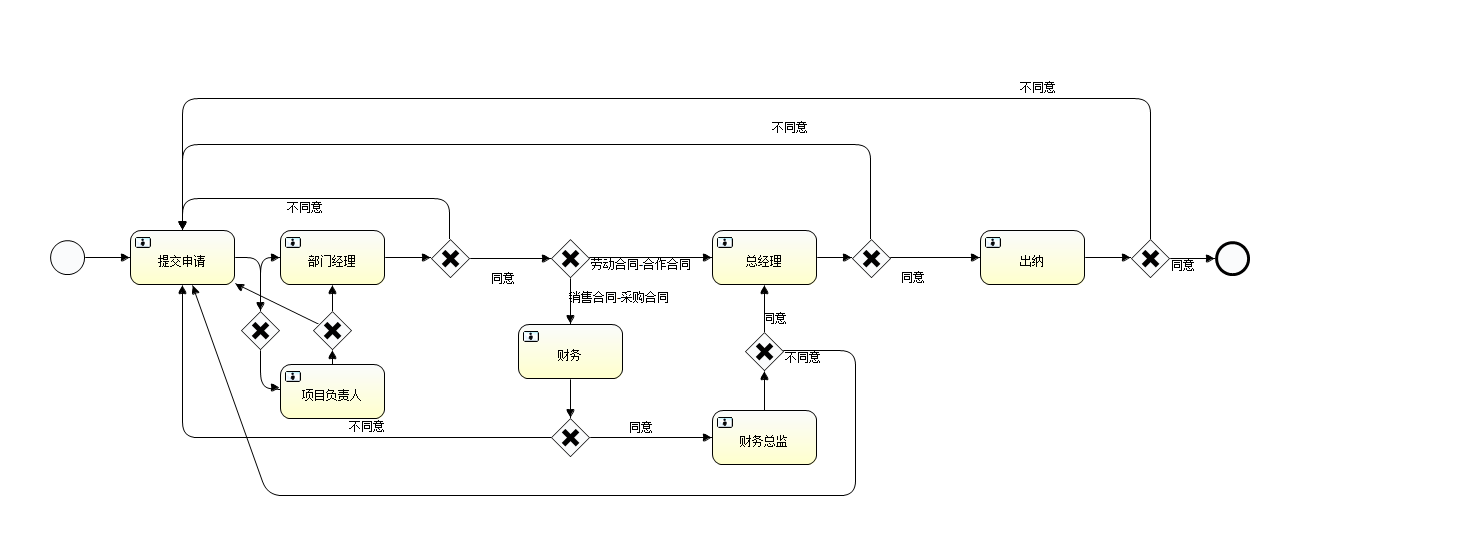 不同意
不同意
不同意
提交申请
部门经理
同意
劳动合同-合作合同
总经理
同意
出纳
同意
销售合同-采购合同
同意
财务
不同意
项目负责人
不同意
同意
财务总监